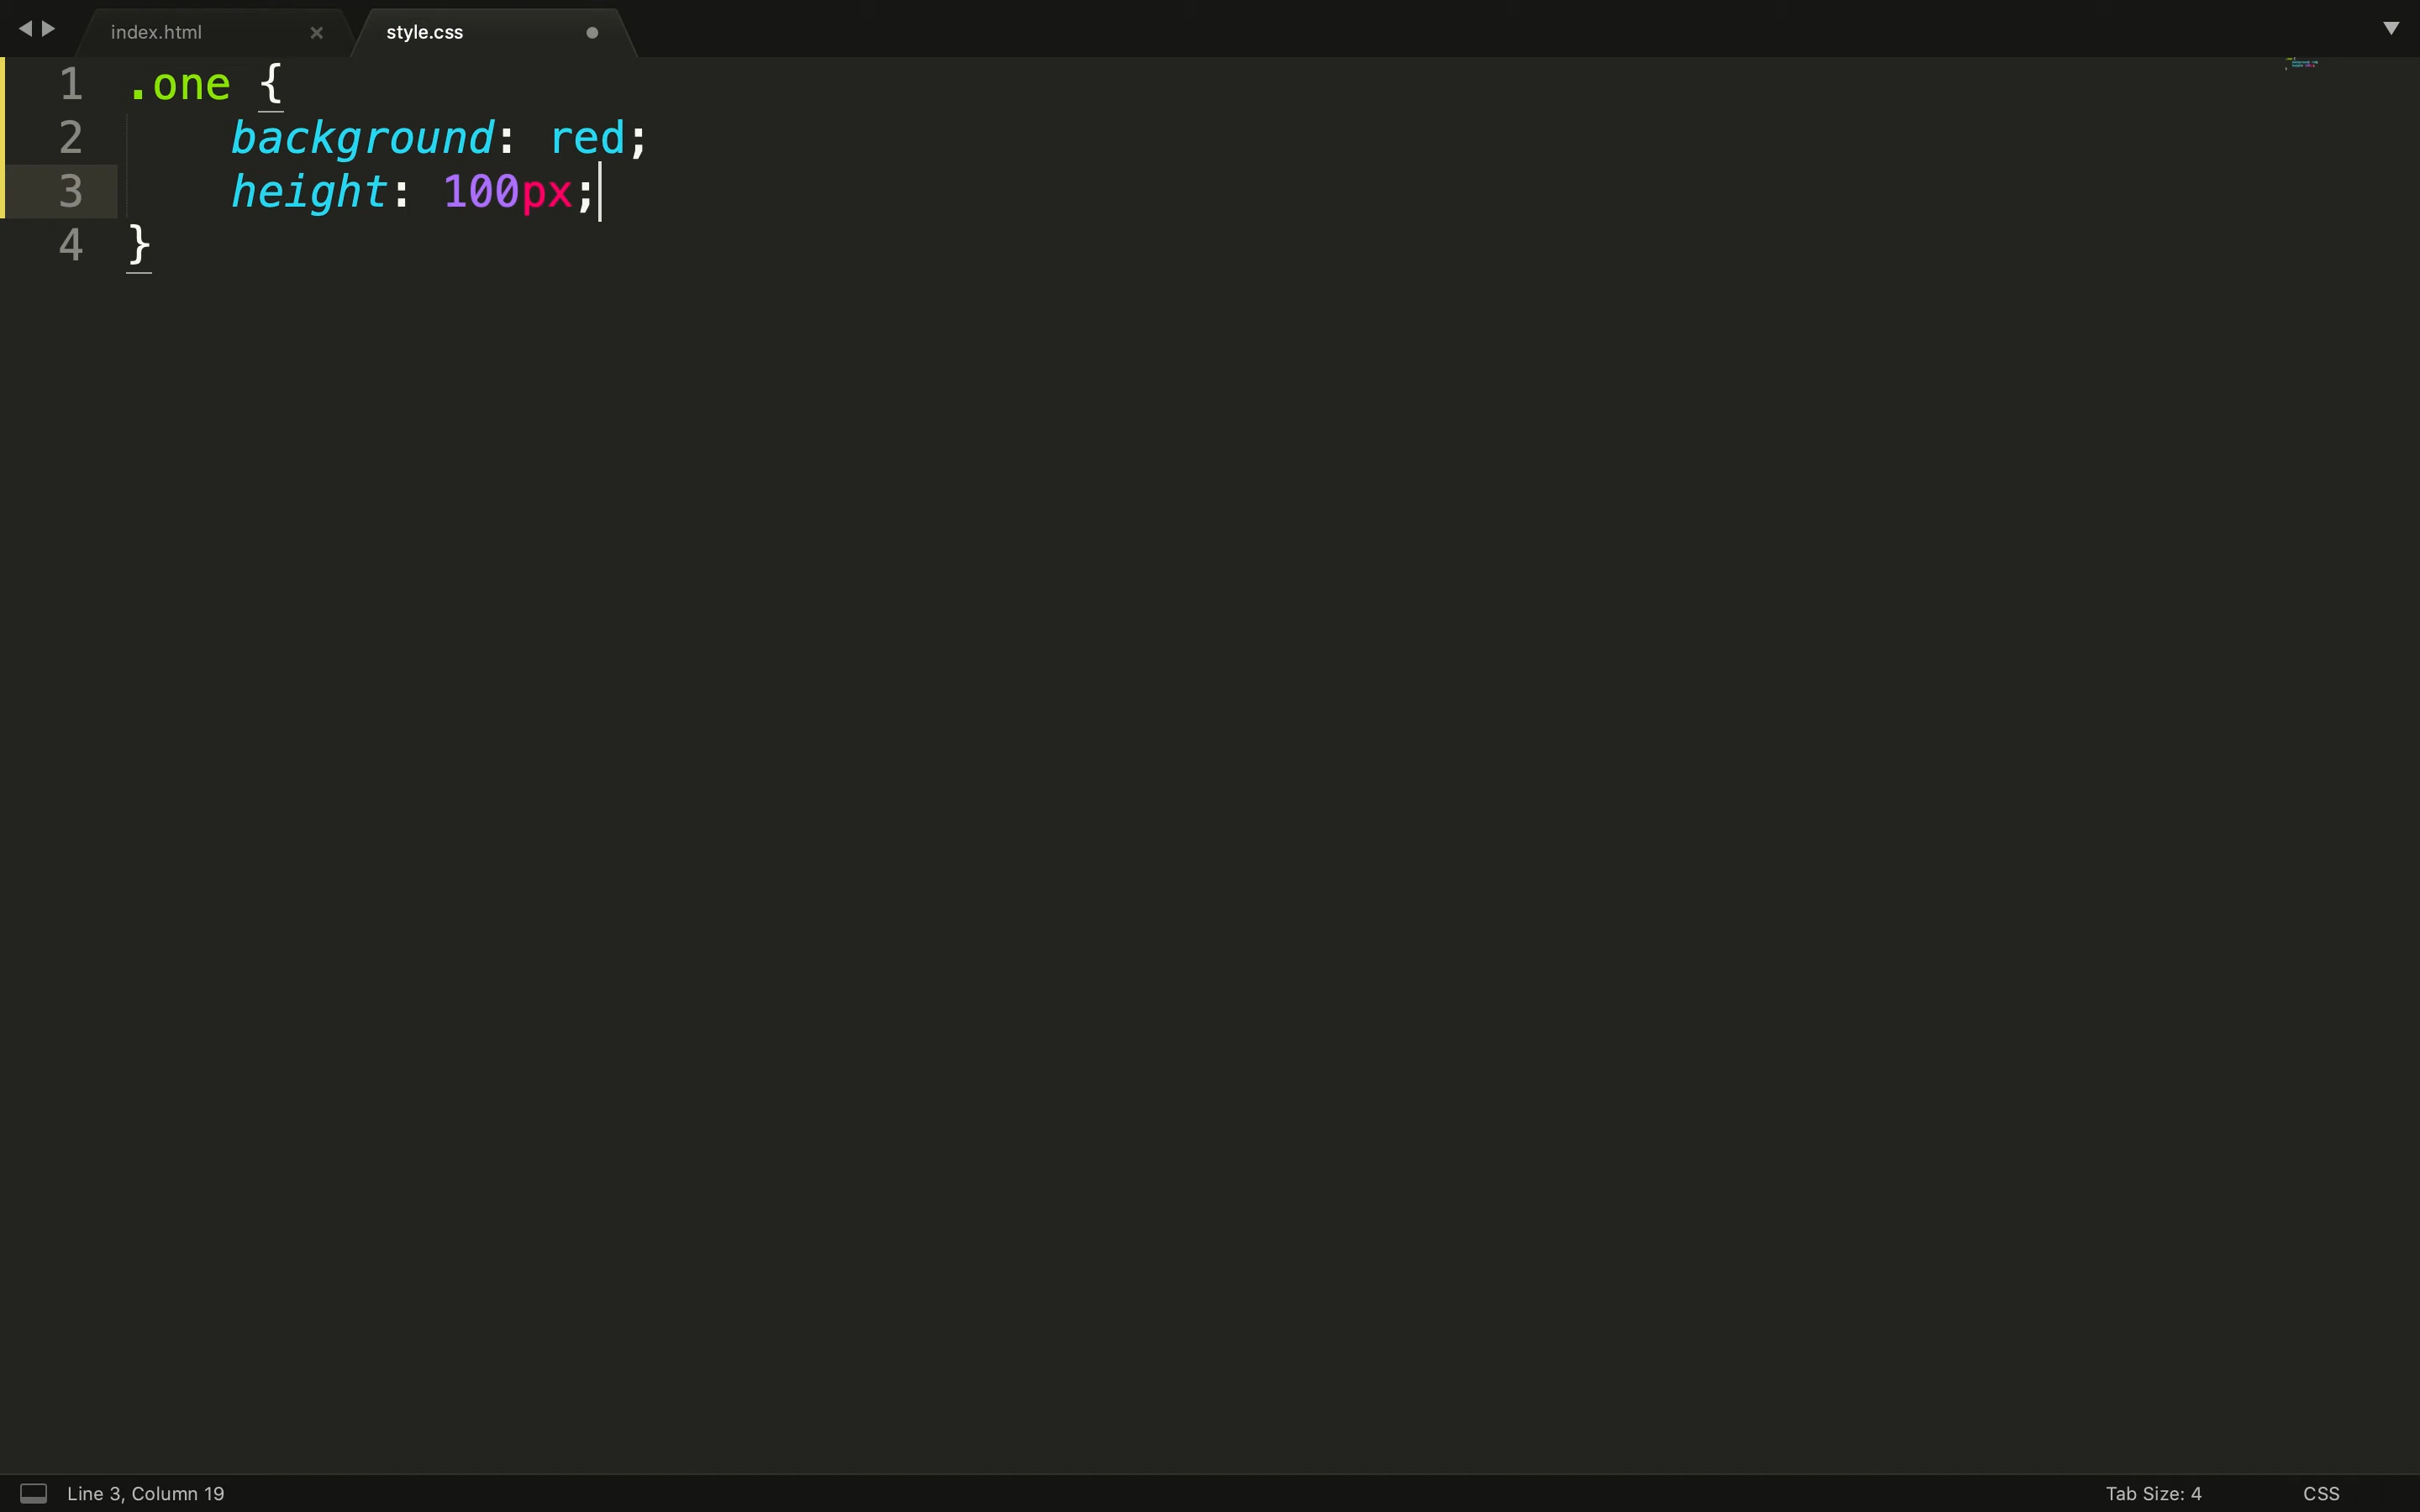 index.html
style.css
1 .one {
2 background: red;
3 height: 100px;
4 }
Line 3, Column 19
Tab Size: 4
CSS